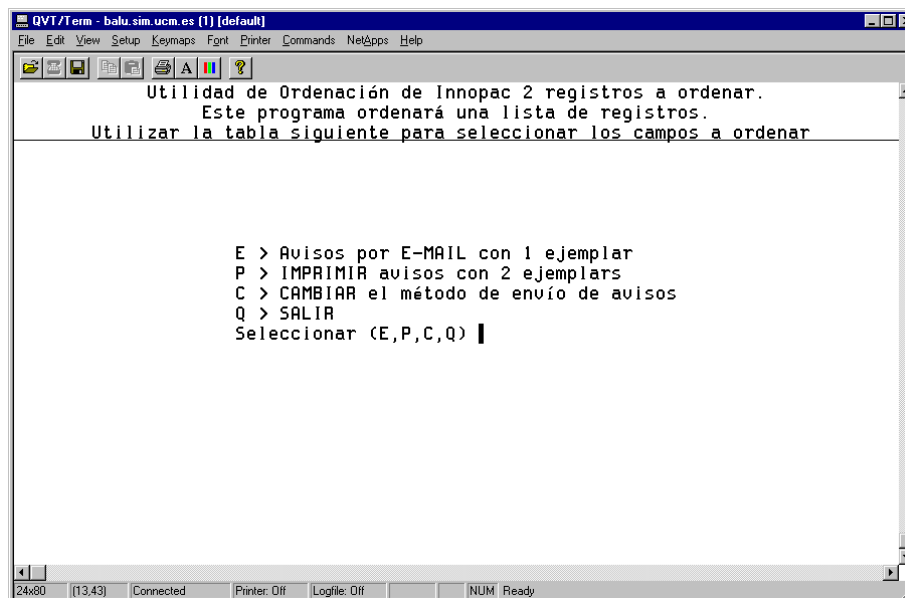 QVT/Term - balu.sim.ucm.es (1) [default]
File Edit View Setup Keymaps Font Printer Commands NetApps Help
A
?
Utilidad de Ordenación de Innopac 2 registros a ordenar.
Este programa ordenará una lista de registros.
Utilizar la tabla siguiente para seleccionar los campos a ordenar
E > Avisos por E-MAIL con 1 ejemplar
P > IMPRIMIR avisos con 2 ejemplars
C > CAMBIAR el método de envío de avisos
Q > SALIR
Seleccionar (E,P,C,Q)
24x80 (13,43) Connected Printer: Off Logfile: Off NUM Ready